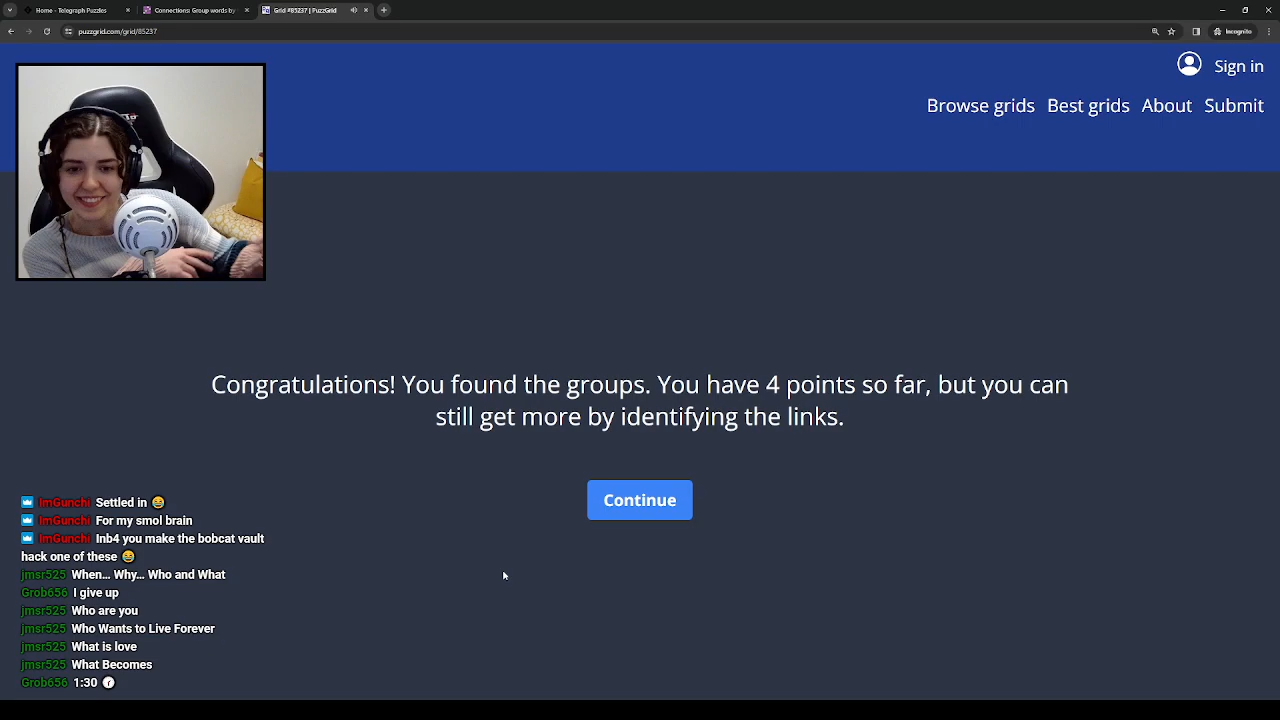 Home - Telegraph Puzzles
Connections: Group words by
Grid #85237 | PuzzGrid
puzzgrid.com/grid/85237
Incognito
Sign in
Browse grids Best grids About Submit
Congratulations! You found the groups. You have 4 points so far, but you can
still get more by identifying the links.
Continue
ImGunchi Settled in 😂
ImGunchi For my smol brain
ImGunchi Inb4 you make the bobcat vault
hack one of these 😂
jmsr525 When… Why… Who and What
Grob656 I give up
jmsr525 Who are you
jmsr525 Who Wants to Live Forever
jmsr525 What is love
jmsr525 What Becomes
Grob656 1:30 🕜